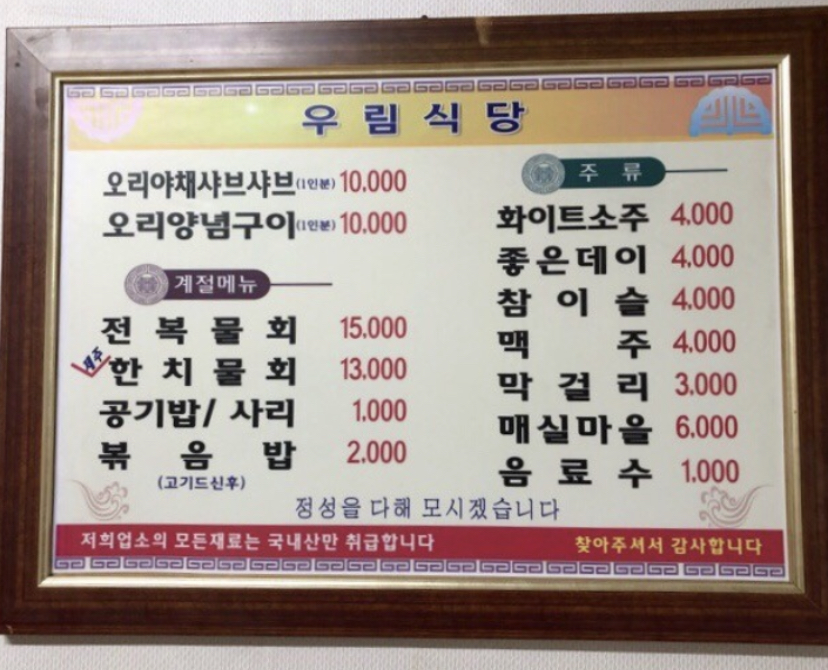 우림식당
오리야채샤브샤브(1인분) 10.000
오리양념구이(1인분) 10.000
계절메뉴
전복물회 15.000
제주
한치물회 13.000
공기밥/사리 1.000
볶음밥 2.000
(고기드신후)
주류
화이트소주 4.000
좋은데이 4.000
참이슬 4.000
맥주 4.000
막걸리 3.000
매실마을 6.000
음료수 1.000
정성을 다해 모시겠습니다
저희업소의 모든재료는 국내산만 취급합니다
찾아주셔서 감사합니다